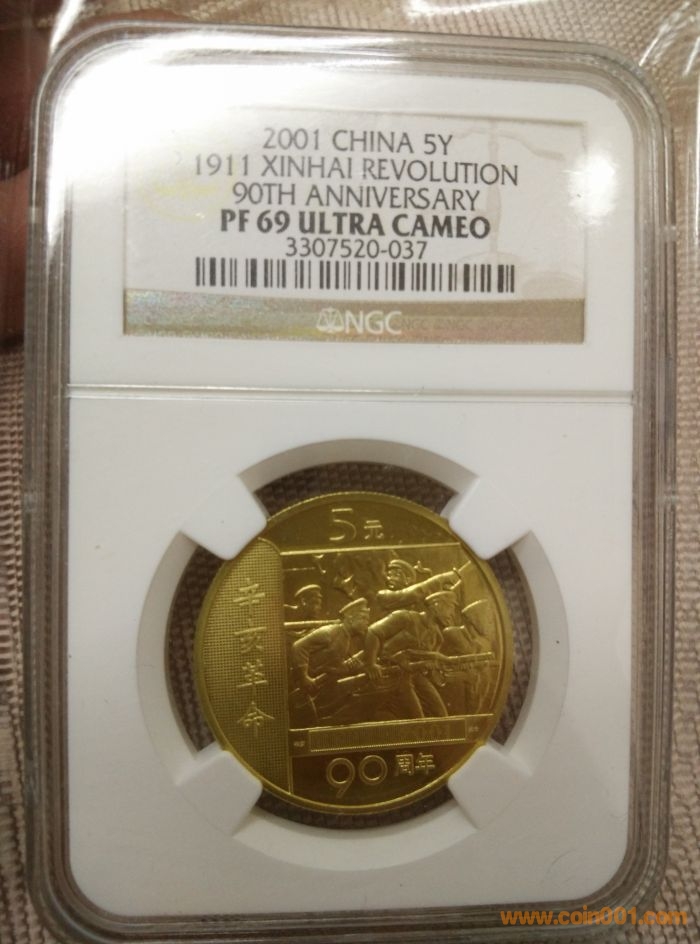 2001 CHINA 5Y
1911 XINHAI REVOLUTION
90TH ANNIVERSARY
PF 69 ULTRA CAMEO
3307520-037
NGC
5元
辛亥革命
90周年
www.coin001.com